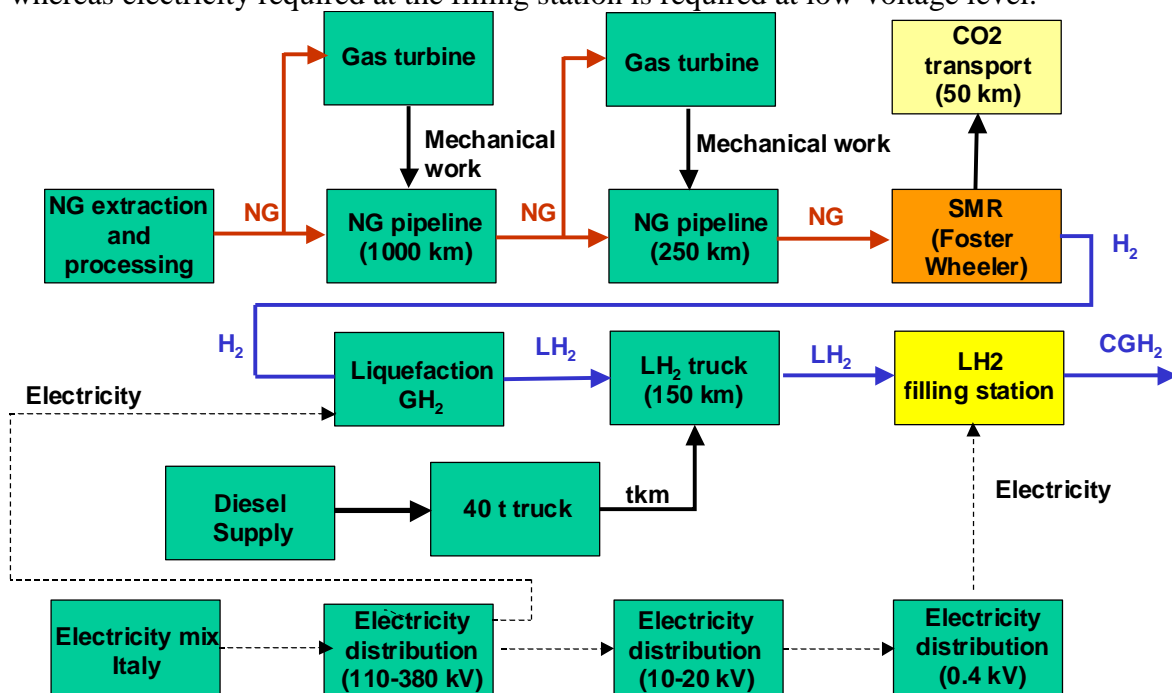 whereas electricity required at the filling station is required at low voltage level.
Gas turbine
Gas turbine
CO2
transport
(50 km)
Mechanical
work
Mechanical work
NG extraction
and
processing
NG
NG pipeline
(1000 km)
NG
NG pipeline
(250 km)
NG
SMR
(Foster
Wheeler)
H2
H2
Liquefaction
GH2
LH2
LH2 truck
(150 km)
LH2
LH2
filling station
CGH2
Electricity
Diesel
Supply
40 t truck
tkm
Electricity
Electricity mix
Italy
Electricity
distribution
(110-380 kV)
Electricity
distribution
(10-20 kV)
Electricity
distribution
(0.4 kV)